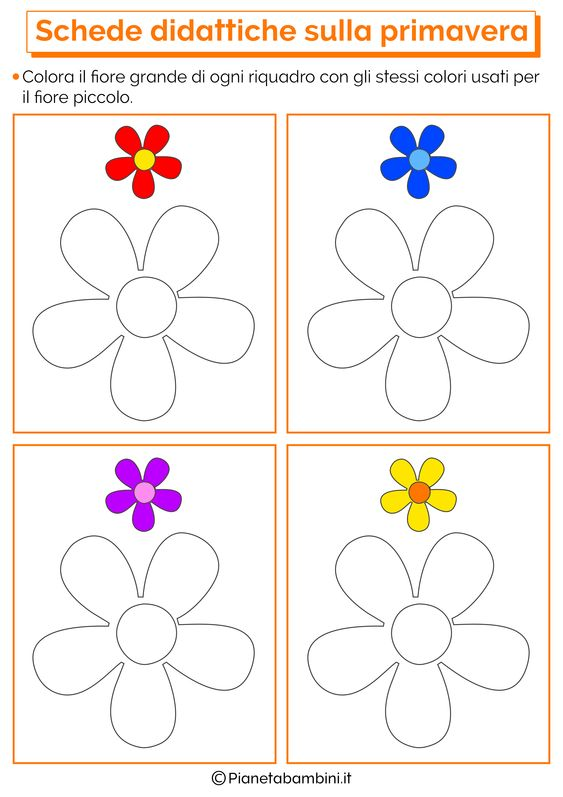 Schede didattiche sulla primavera
•Colora il fiore grande di ogni riquadro con gli stessi colori usati per
il fiore piccolo.
©Pianetabambini.it